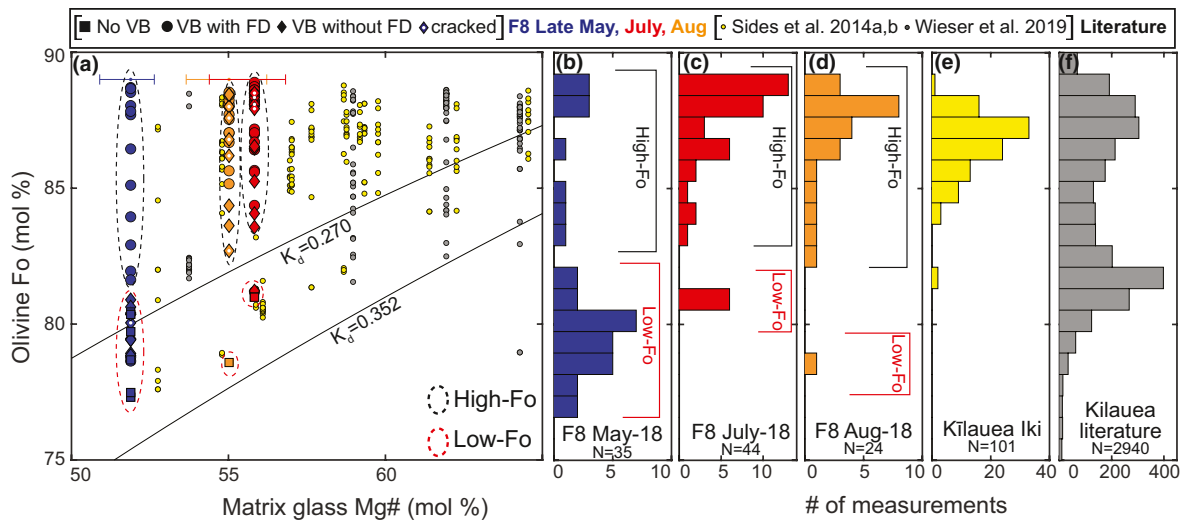 [■ No VB ● VB with FD ◆ VB without FD ◇ cracked] F8 Late May, July, Aug [○ Sides et al. 2014a,b ∘ Wieser et al. 2019] Literature
(a) (b) (c) (d) (e) (f)
Olivine Fo (mol %)
90
85
80
75
50 55 60
Matrix glass Mg# (mol %)
K_d=0.270
K_d=0.352
High-Fo
Low-Fo
High-Fo
Low-Fo
F8 May-18
N=35
0 5 10
High-Fo
Low-Fo
F8 July-18
N=44
0 5 10
High-Fo
Low-Fo
F8 Aug-18
N=24
0 5 10
Kīlauea Iki
N=101
0 20 40
Kilauea
literature
N=2940
0 200 400
# of measurements